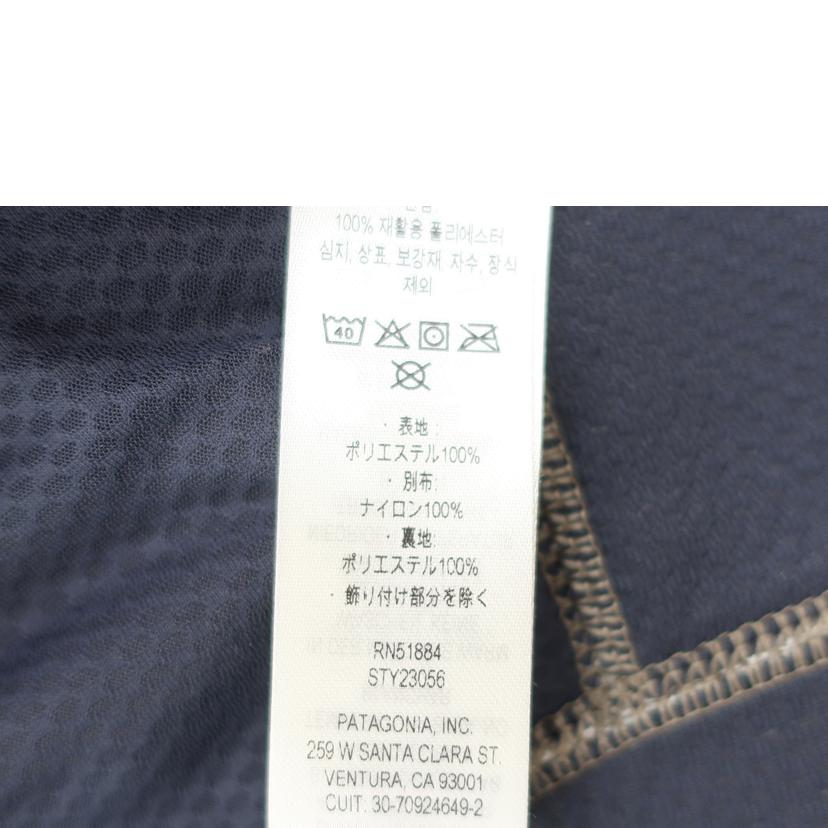 100% 재활용 폴리에스터
심지, 상표, 보강재 자수, 장식
제외
40
· 表地 :
ポリエステル100%
· 別布:
ナイロン100%
· 裏地:
ポリエステル100%
· 飾り付け部分を除く
RN51884
STY23056
PATAGONIA, INC.
259 W SANTA CLARA ST.
VENTURA, CA 93001
CUIT: 30-70924649-2